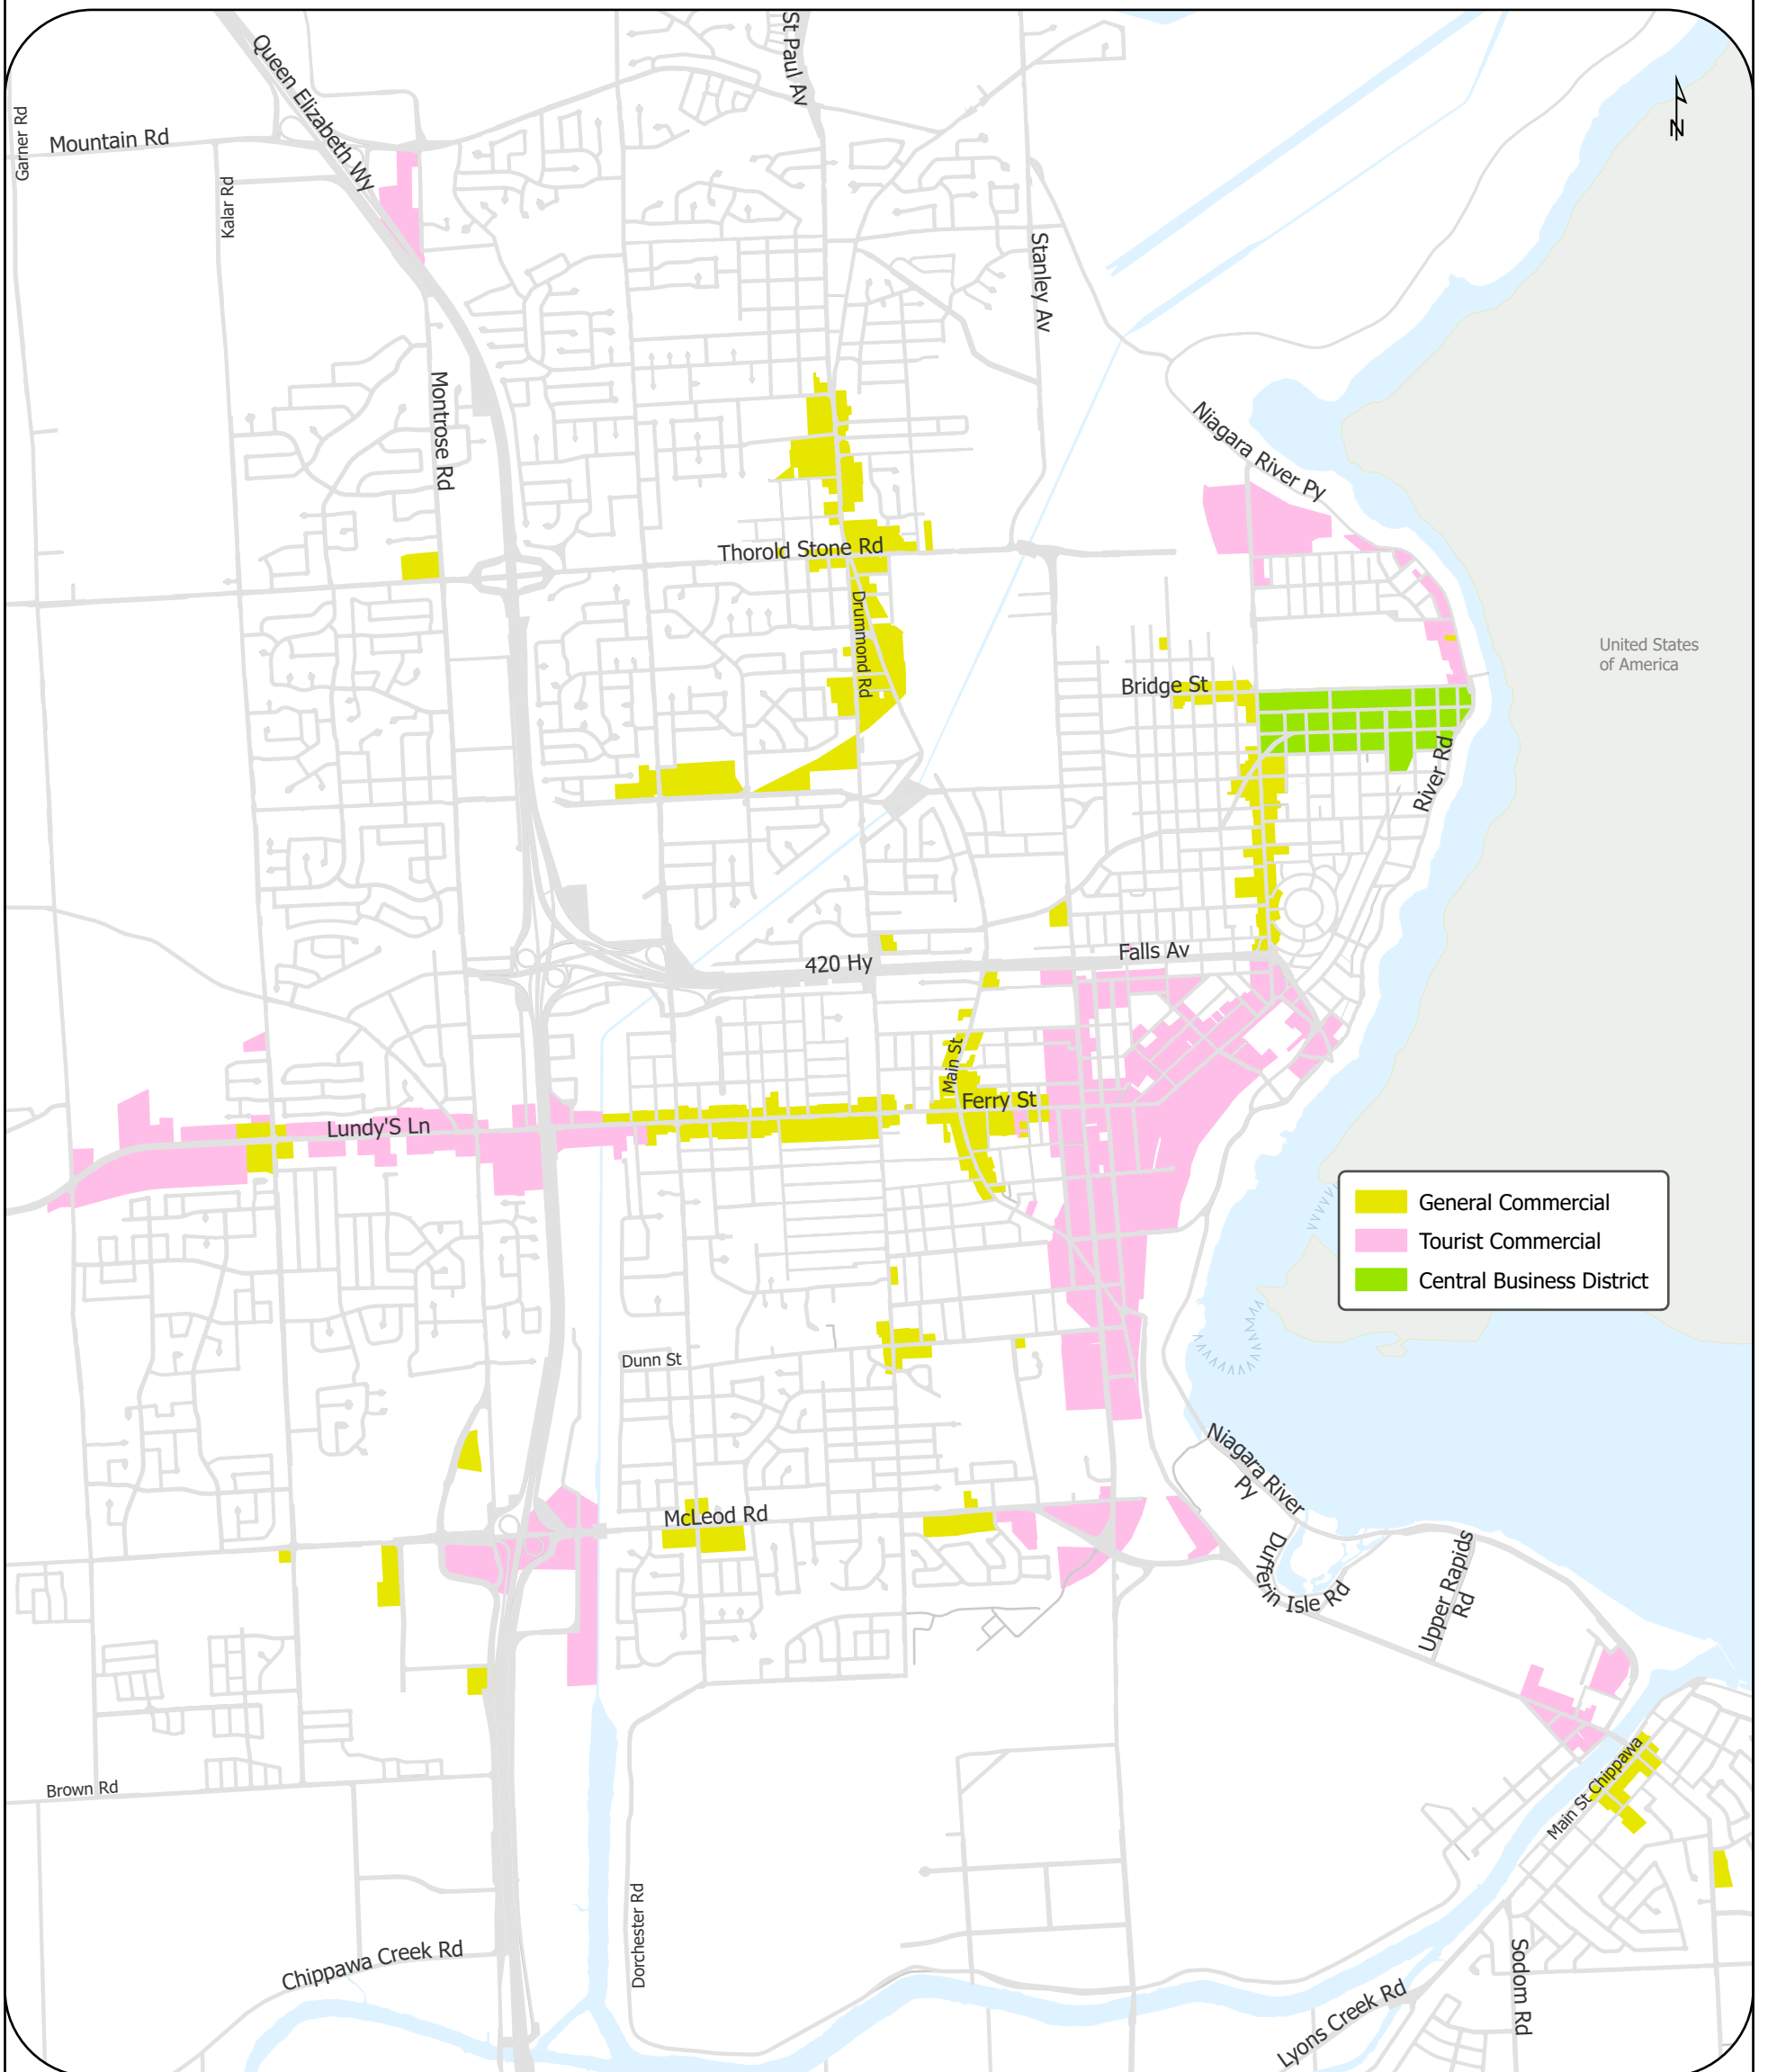 St Paul Av
Queen Elizabeth Wy
Garner Rd
Mountain Rd
N
Kalar Rd
Stanley Av
Montrose Rd
Niagara River Py
Thorold Stone Rd
Drummond Rd
United States
of America
Bridge St
River Rd
Falls Av
420 Hy
Main St
Ferry St
Lundy'S Ln
General Commercial
Tourist Commercial
Central Business District
Dunn St
Niagara River
Py
McLeod Rd
Dufferin Isle Rd
Upper Rapids
Rd
Main St Chippawa
Brown Rd
Dorchester Rd
Chippawa Creek Rd
Sodom Rd
Lyons Creek Rd